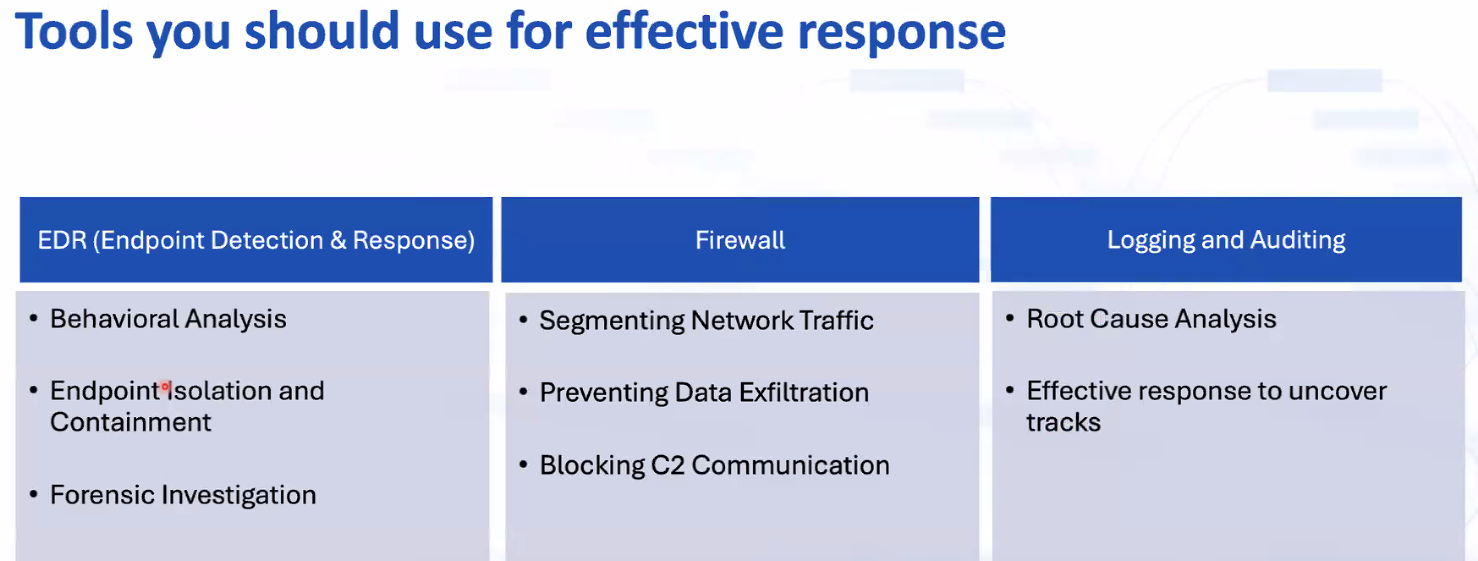 Tools you should use for effective response
EDR (Endpoint Detection & Response)
• Behavioral Analysis
• Endpoint Isolation and
Containment
• Forensic Investigation
Firewall
• Segmenting Network Traffic
• Preventing Data Exfiltration
• Blocking C2 Communication
Logging and Auditing
• Root Cause Analysis
• Effective response to uncover
tracks